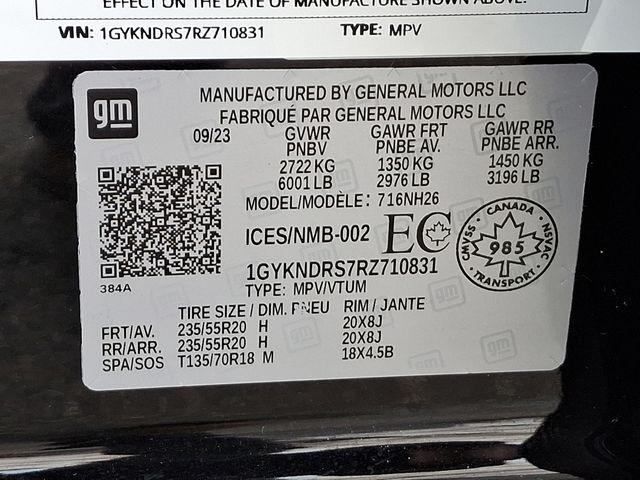 EFFECT ON THE DATE OF MANUFACTURE SHOWN ABOVE.
VIN: 1GYKNDRS7RZ710831 TYPE: MPV
gm
MANUFACTURED BY GENERAL MOTORS LLC
FABRIQUÉ PAR GENERAL MOTORS LLC
09/23 GVWR GAWR FRT GAWR RR
PNBV PNBE AV. PNBE ARR.
2722 KG 1350 KG 1450 KG
6001 LB 2976 LB 3196 LB
MODEL/MODÈLE: 716NH26
ICES/NMB-002 EC
CANADA
CMVSS 985 NSVAC
TRANSPORT
384A
1GYKNDRS7RZ710831
TYPE: MPV/VTUM
TIRE SIZE / DIM. PNEU RIM / JANTE
FRT/AV. 235/55R20 H 20X8J
RR/ARR. 235/55R20 H 20X8J
SPA/SOS T135/70R18 M 18X4.5B